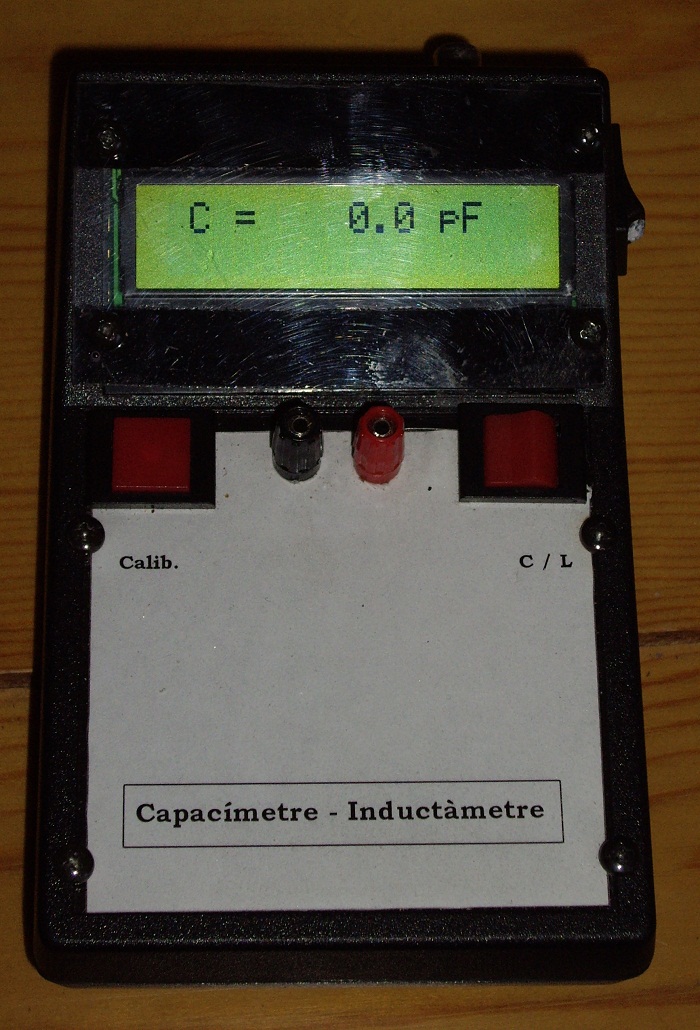 C = 0.0 pF
Calib.
C / L
Capacímetre - Inductàmetre